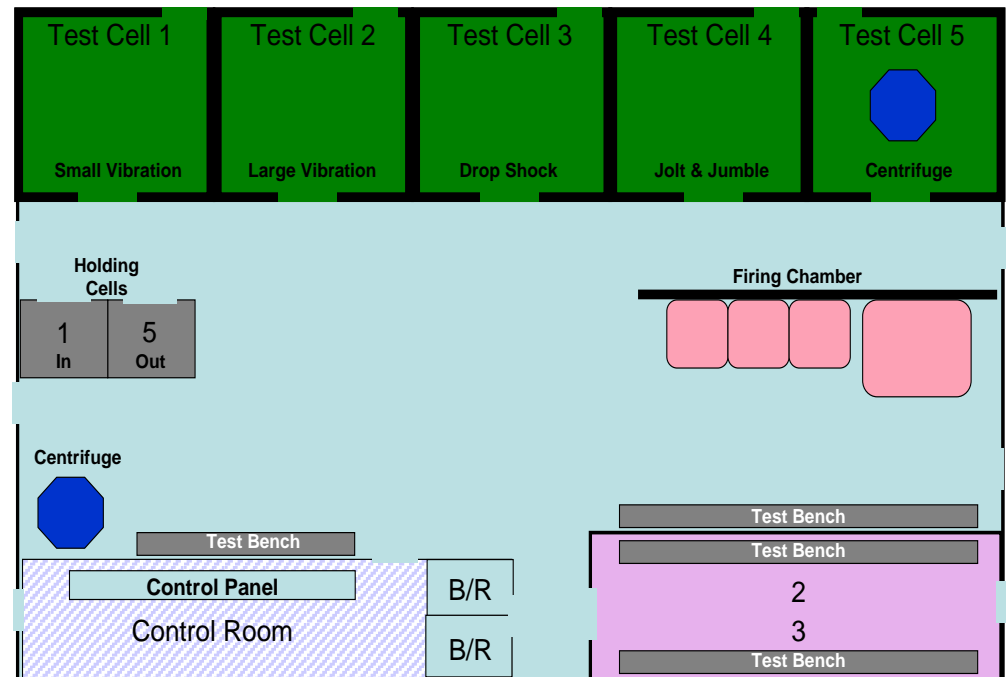 Test Cell 1
Test Cell 2
Test Cell 3
Test Cell 4
Test Cell 5
Small Vibration
Large Vibration
Drop Shock
Jolt & Jumble
Centrifuge
Holding
Cells
Firing Chamber
1
In
5
Out
Centrifuge
Test Bench
Test Bench
Test Bench
Control Panel
Control Room
B/R
B/R
2
3
Test Bench